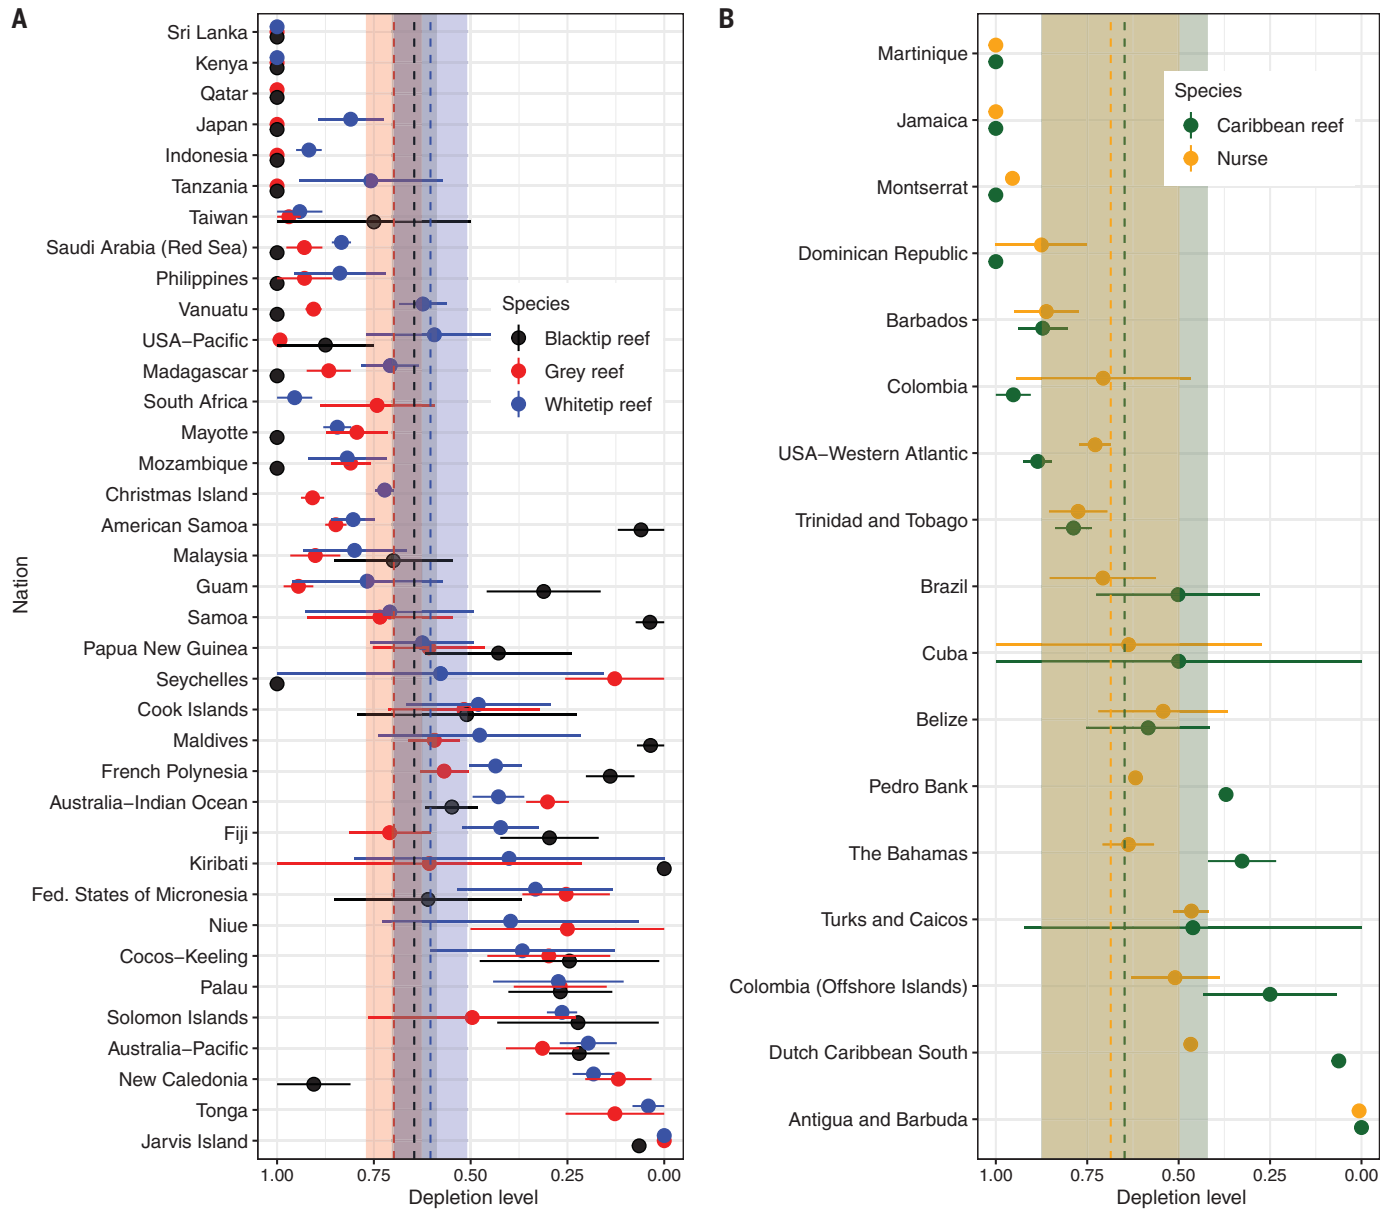 A
Sri Lanka
Kenya
Qatar
Japan
Indonesia
Tanzania
Taiwan
Saudi Arabia (Red Sea)
Philippines
Vanuatu
USA–Pacific
Madagascar
South Africa
Mayotte
Mozambique
Christmas Island
American Samoa
Malaysia
Guam
Samoa
Papua New Guinea
Seychelles
Cook Islands
Maldives
French Polynesia
Australia–Indian Ocean
Fiji
Kiribati
Fed. States of Micronesia
Niue
Cocos–Keeling
Palau
Solomon Islands
Australia–Pacific
New Caledonia
Tonga
Jarvis Island
Nation
Species
Blacktip reef
Grey reef
Whitetip reef
1.00 0.75 0.50 0.25 0.00
Depletion level
B
Martinique
Jamaica
Montserrat
Dominican Republic
Barbados
Colombia
USA–Western Atlantic
Trinidad and Tobago
Brazil
Cuba
Belize
Pedro Bank
The Bahamas
Turks and Caicos
Colombia (Offshore Islands)
Dutch Caribbean South
Antigua and Barbuda
Species
Caribbean reef
Nurse
1.00 0.75 0.50 0.25 0.00
Depletion level